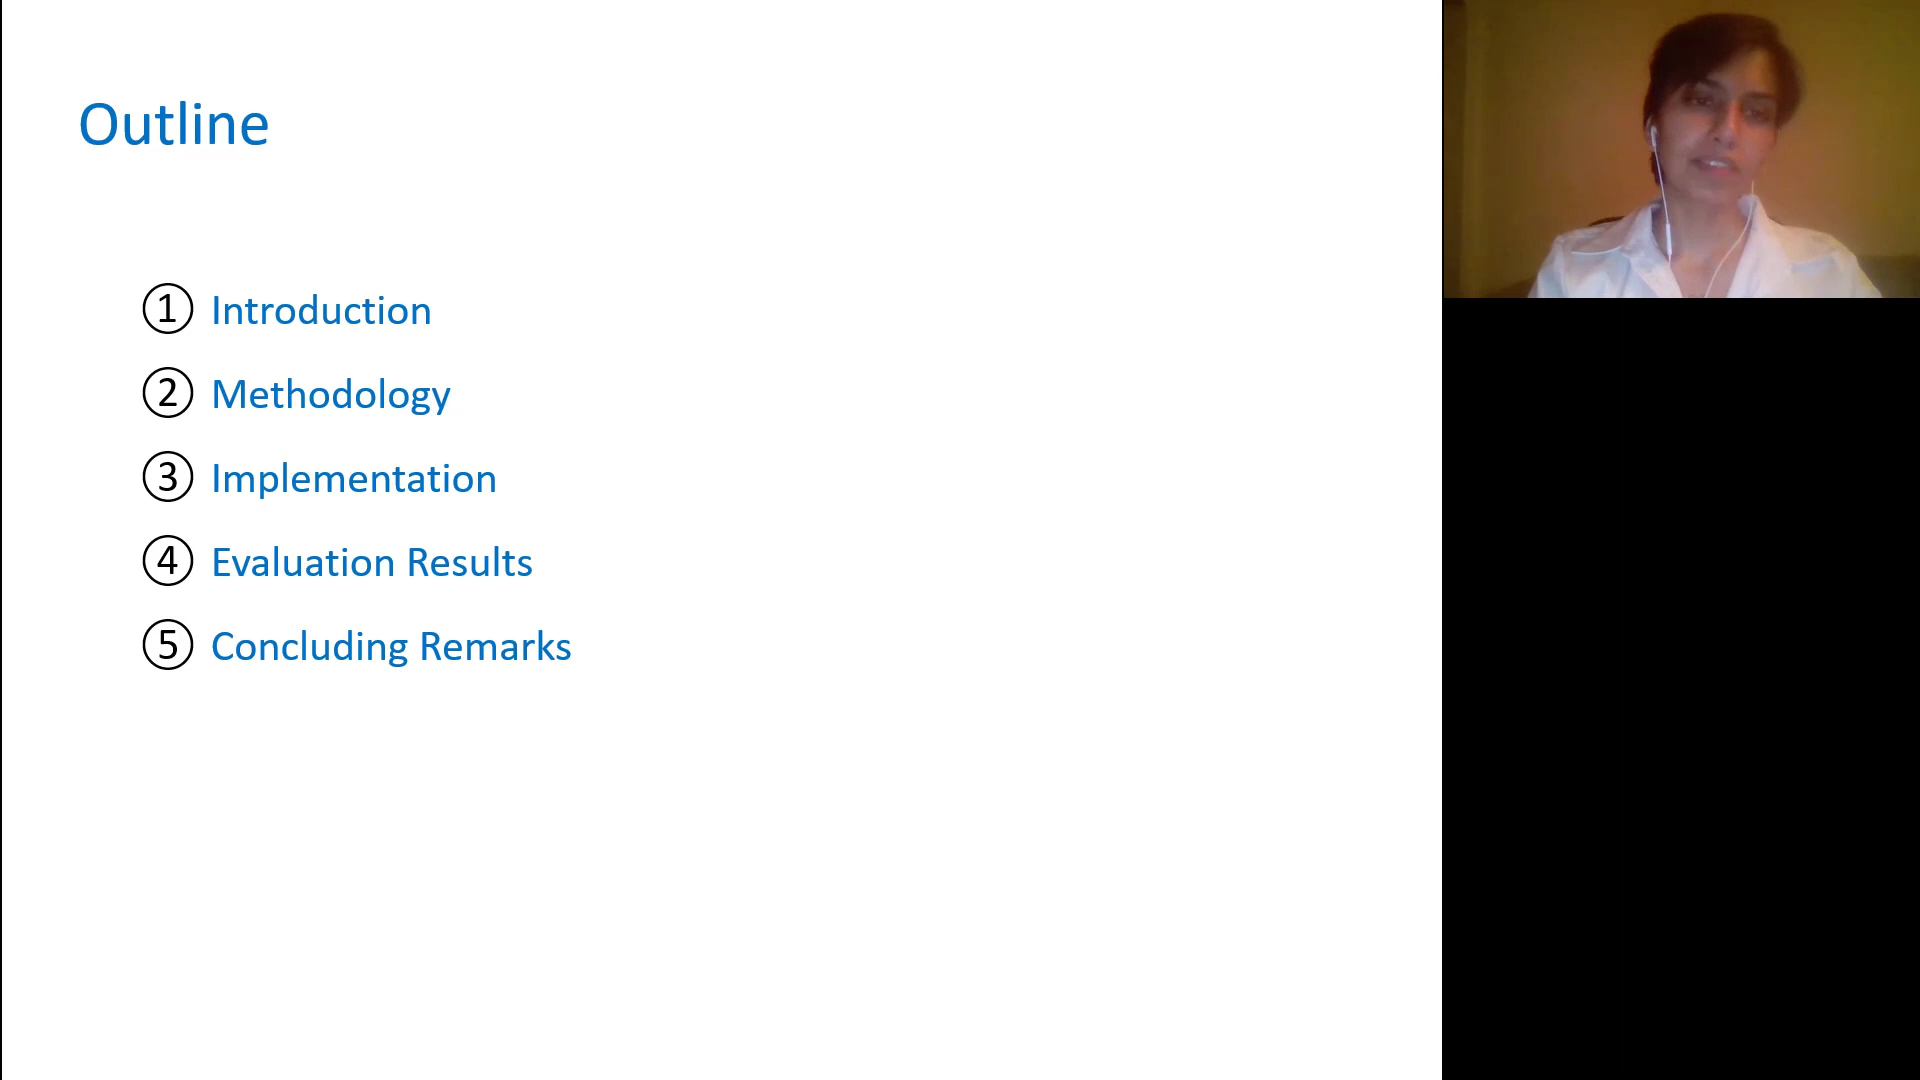 Outline
① Introduction
② Methodology
③ Implementation
④ Evaluation Results
⑤ Concluding Remarks